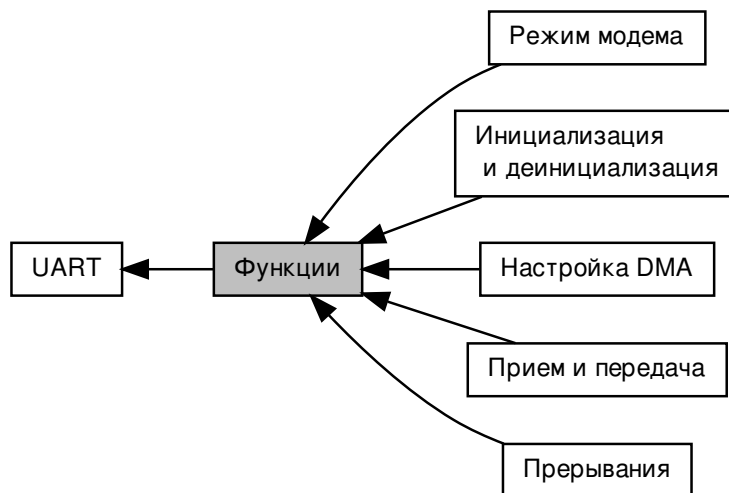 Режим модема
Инициализация
и деинициализация
UART
Функции
Настройка DMA
Прием и передача
Прерывания